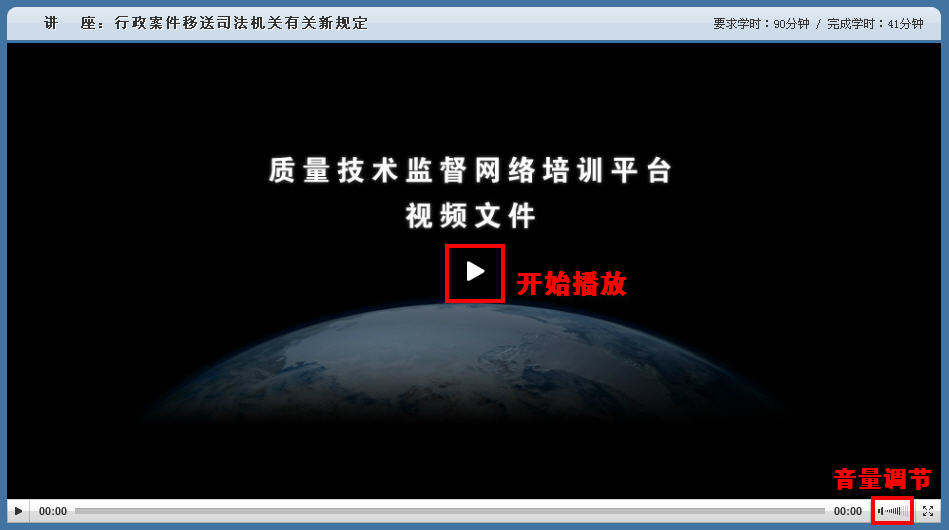 讲 座：行政案件移送司法机关有关新规定 要求学时：90分钟 / 完成学时：41分钟
质量技术监督网络培训平台
视频文件
开始播放
音量调节
00:00 00:00